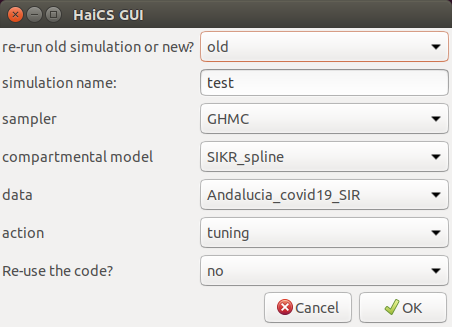 HaiCS GUI
re-run old simulation or new? old
simulation name: test
sampler GHMC
compartmental model SIKR_spline
data Andalucia_covid19_SIR
action tuning
Re-use the code? no
Cancel OK